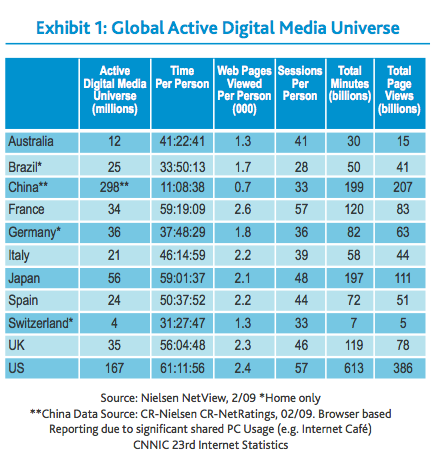 Exhibit 1: Global Active Digital Media Universe
Active Digital Media Universe (millions) Time Per Person Web Pages Viewed Per Person (000) Sessions Per Person Total Minutes (billions) Total Page Views (billions)
Australia 12 41:22:41 1.3 41 30 15
Brazil* 25 33:50:13 1.7 28 50 41
China** 298** 11:08:38 0.7 33 199 207
France 34 59:19:09 2.6 57 120 83
Germany* 36 37:48:29 1.8 36 82 63
Italy 21 46:14:59 2.2 39 58 44
Japan 56 59:01:37 2.1 48 197 111
Spain 24 50:37:52 2.2 44 72 51
Switzerland* 4 31:27:47 1.3 33 7 5
UK 35 56:04:48 2.3 46 119 78
US 167 61:11:56 2.4 57 613 386
Source: Nielsen NetView, 2/09 *Home only
**China Data Source: CR-Nielsen CR-NetRatings, 02/09. Browser based
Reporting due to significant shared PC Usage (e.g. Internet Café)
CNNIC 23rd Internet Statistics